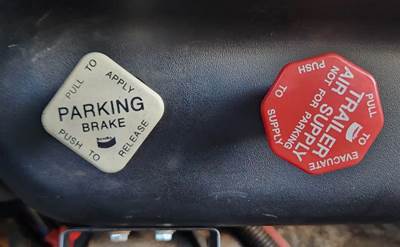 PULL TO
APPLY
PARKING
BRAKE
PUSH TO
RELEASE
PULL TO
EVACUATE
TRAILER
AIR SUPPLY
NOT FOR PARKING
PUSH
TO SUPPLY